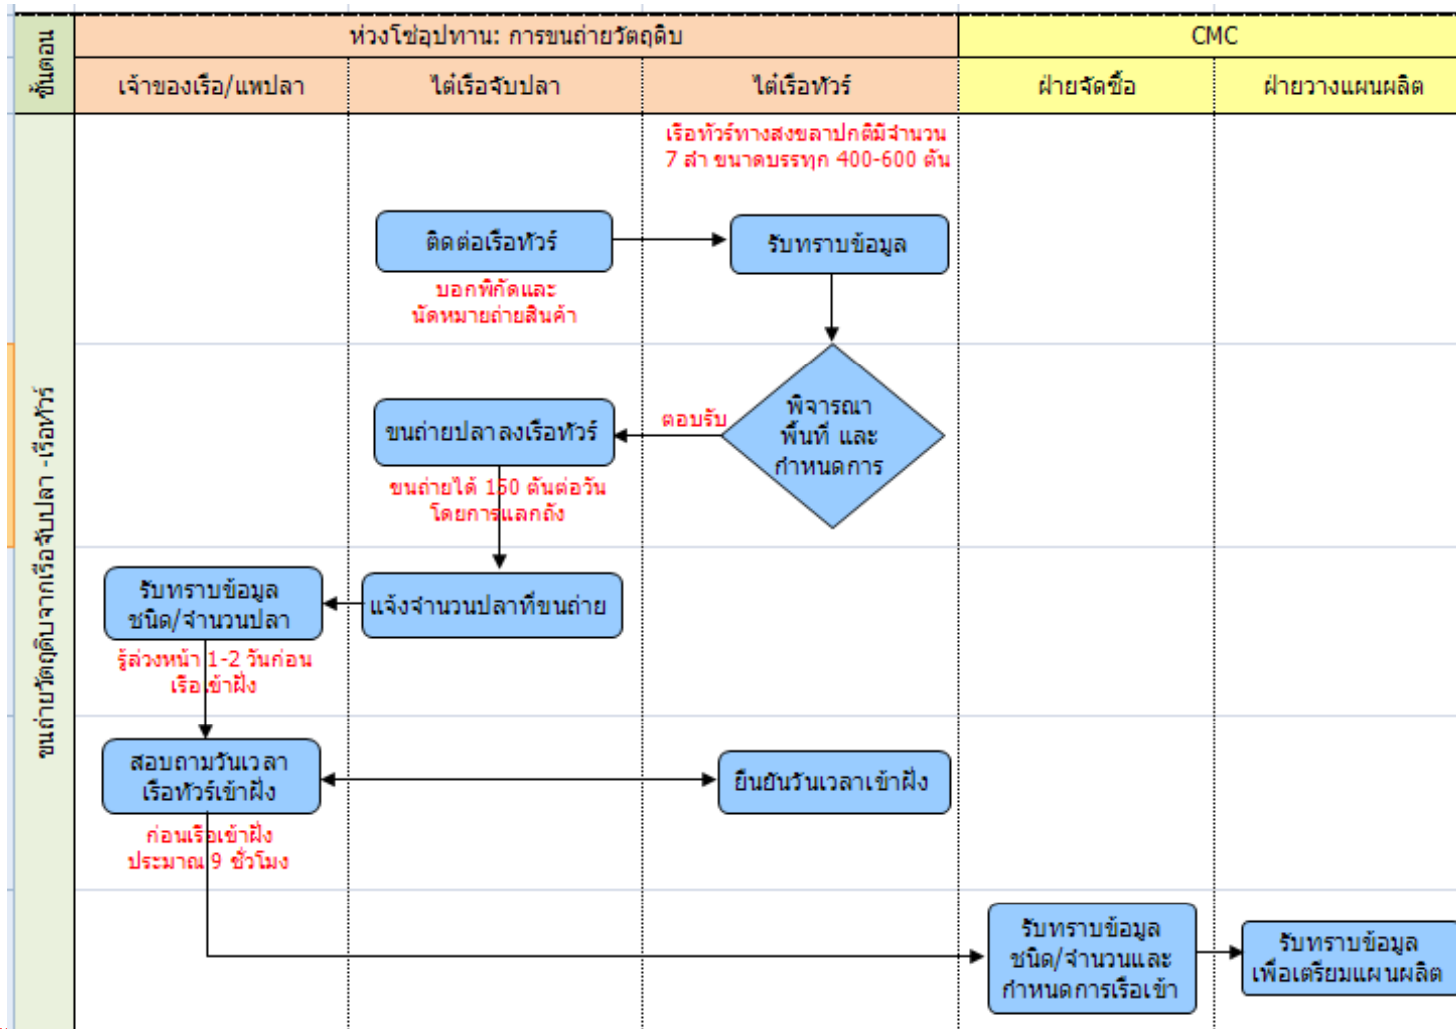 ขั้นตอน
ห่วงโซ่อุปทาน: การขนถ่ายวัตถุดิบ
CMC
เจ้าของเรือ/แพปลา
ไต๋เรือจับปลา
ไต๋เรือทัวร์
ฝ่ายจัดซื้อ
ฝ่ายวางแผนผลิต
ขนถ่ายวัตถุดิบจากเรือจับปลา -เรือทัวร์
เรือทัวร์ทางสงขลาปกติมีจำนวน
7 ลำ ขนาดบรรทุก 400-600 ตัน
ติดต่อเรือทัวร์
รับทราบข้อมูล
บอกพิกัดและ
นัดหมายถ่ายสินค้า
พิจารณา
พื้นที่ และ
กำหนดการ
ตอบรับ
ขนถ่ายปลาลงเรือทัวร์
ขนถ่ายได้ 150 ตันต่อวัน
โดยการแลกถัง
รับทราบข้อมูล
ชนิด/จำนวนปลา
แจ้งจำนวนปลาที่ขนถ่าย
รู้ล่วงหน้า 1-2 วันก่อน
เรือเข้าฝั่ง
สอบถามวันเวลา
เรือทัวร์เข้าฝั่ง
ยืนยันวันเวลาเข้าฝั่ง
ก่อนเรือเข้าฝั่ง
ประมาณ 9 ชั่วโมง
รับทราบข้อมูล
ชนิด/จำนวนและ
กำหนดการเรือเข้า
รับทราบข้อมูล
เพื่อเตรียมแผนผลิต